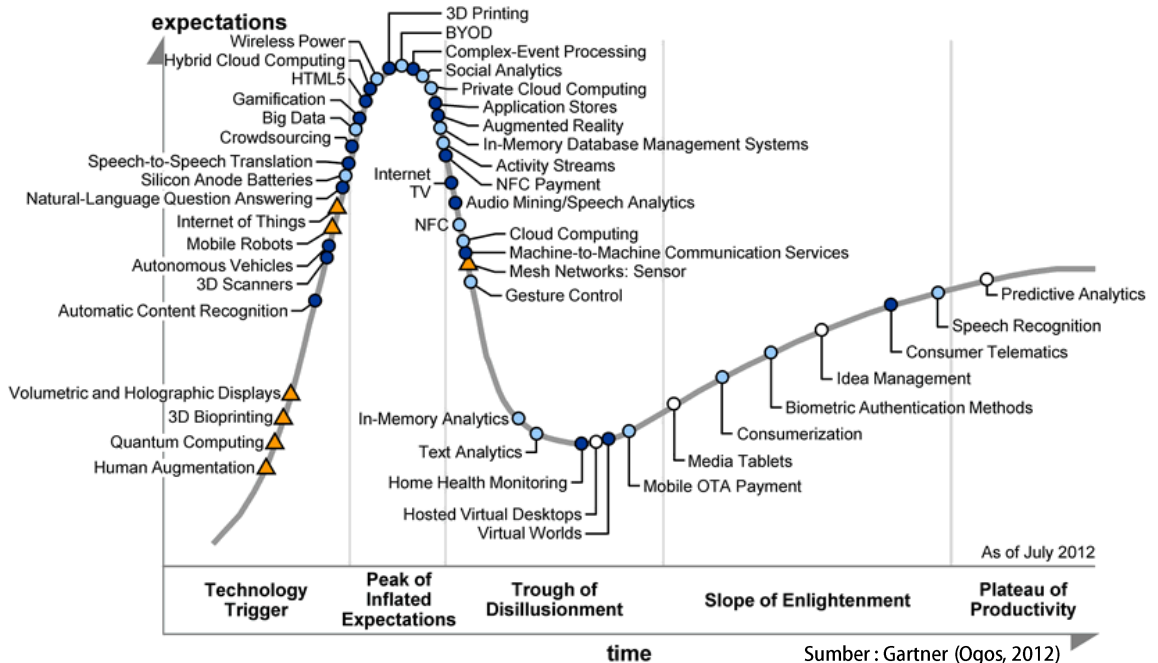 expectations
3D Printing
BYOD
Wireless Power
Complex-Event Processing
Hybrid Cloud Computing
Social Analytics
HTML5
Private Cloud Computing
Gamification
Application Stores
Big Data
Augmented Reality
Crowdsourcing
In-Memory Database Management Systems
Speech-to-Speech Translation
Activity Streams
Silicon Anode Batteries
Internet
TV
NFC Payment
Natural-Language Question Answering
Audio Mining/Speech Analytics
Internet of Things
NFC
Cloud Computing
Mobile Robots
Machine-to-Machine Communication Services
Autonomous Vehicles
Mesh Networks: Sensor
3D Scanners
Gesture Control
Automatic Content Recognition
Predictive Analytics
Speech Recognition
Consumer Telematics
Idea Management
Volumetric and Holographic Displays
Biometric Authentication Methods
3D Bioprinting
In-Memory Analytics
Consumerization
Quantum Computing
Text Analytics
Media Tablets
Human Augmentation
Home Health Monitoring
Mobile OTA Payment
Hosted Virtual Desktops
Virtual Worlds
As of July 2012
Technology
Trigger
Peak of
Inflated
Expectations
Trough of
Disillusionment
Slope of Enlightenment
Plateau of
Productivity
time
Sumber : Gartner (Ogos, 2012)